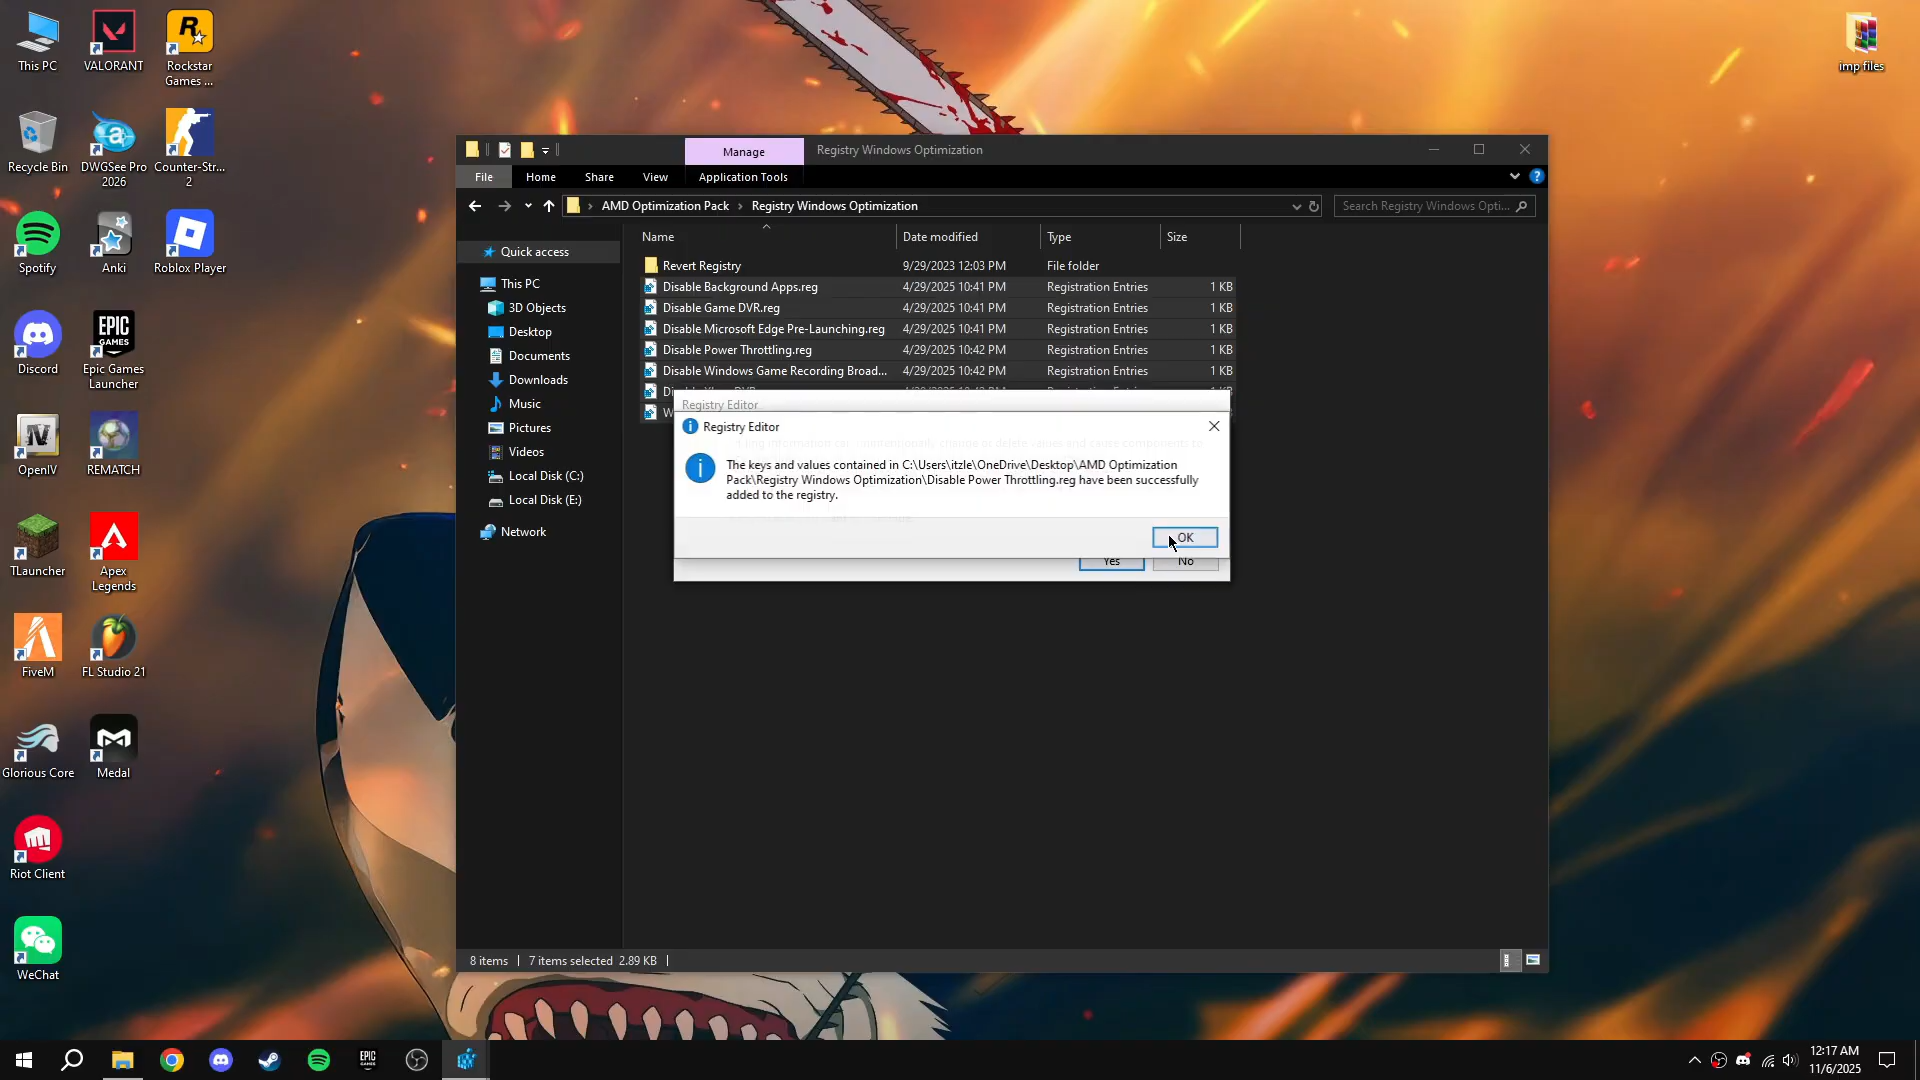 This PC
VALORANT
Rockstar
Games ...
imp files
Recycle Bin
DWGSee Pro
2026
Counter-Str...
2
Spotify
Anki
Roblox Player
Discord
Epic Games
Launcher
OpenIV
REMATCH
TLauncher
Apex
Legends
FiveM
FL Studio 21
Glorious Core
Medal
Riot Client
WeChat
Manage
Registry Windows Optimization
File
Home
Share
View
Application Tools
AMD Optimization Pack
Registry Windows Optimization
Search Registry Windows Opti...
Name
Date modified
Type
Size
Quick access
This PC
3D Objects
Desktop
Documents
Downloads
Music
Pictures
Videos
Local Disk (C:)
Local Disk (E:)
Network
Revert Registry 9/29/2023 12:03 PM File folder
Disable Background Apps.reg 4/29/2025 10:41 PM Registration Entries 1 KB
Disable Game DVR.reg 4/29/2025 10:41 PM Registration Entries 1 KB
Disable Microsoft Edge Pre-Launching.reg 4/29/2025 10:41 PM Registration Entries 1 KB
Disable Power Throttling.reg 4/29/2025 10:42 PM Registration Entries 1 KB
Disable Windows Game Recording Broad... 4/29/2025 10:42 PM Registration Entries 1 KB
Registry Editor
Registry Editor
The keys and values contained in C:\Users\itzle\OneDrive\Desktop\AMD Optimization
Pack\Registry Windows Optimization\Disable Power Throttling.reg have been successfully
added to the registry.
OK
Yes
No
8 items
7 items selected 2.89 KB
EPIC
GAMES
12:17 AM
11/6/2025